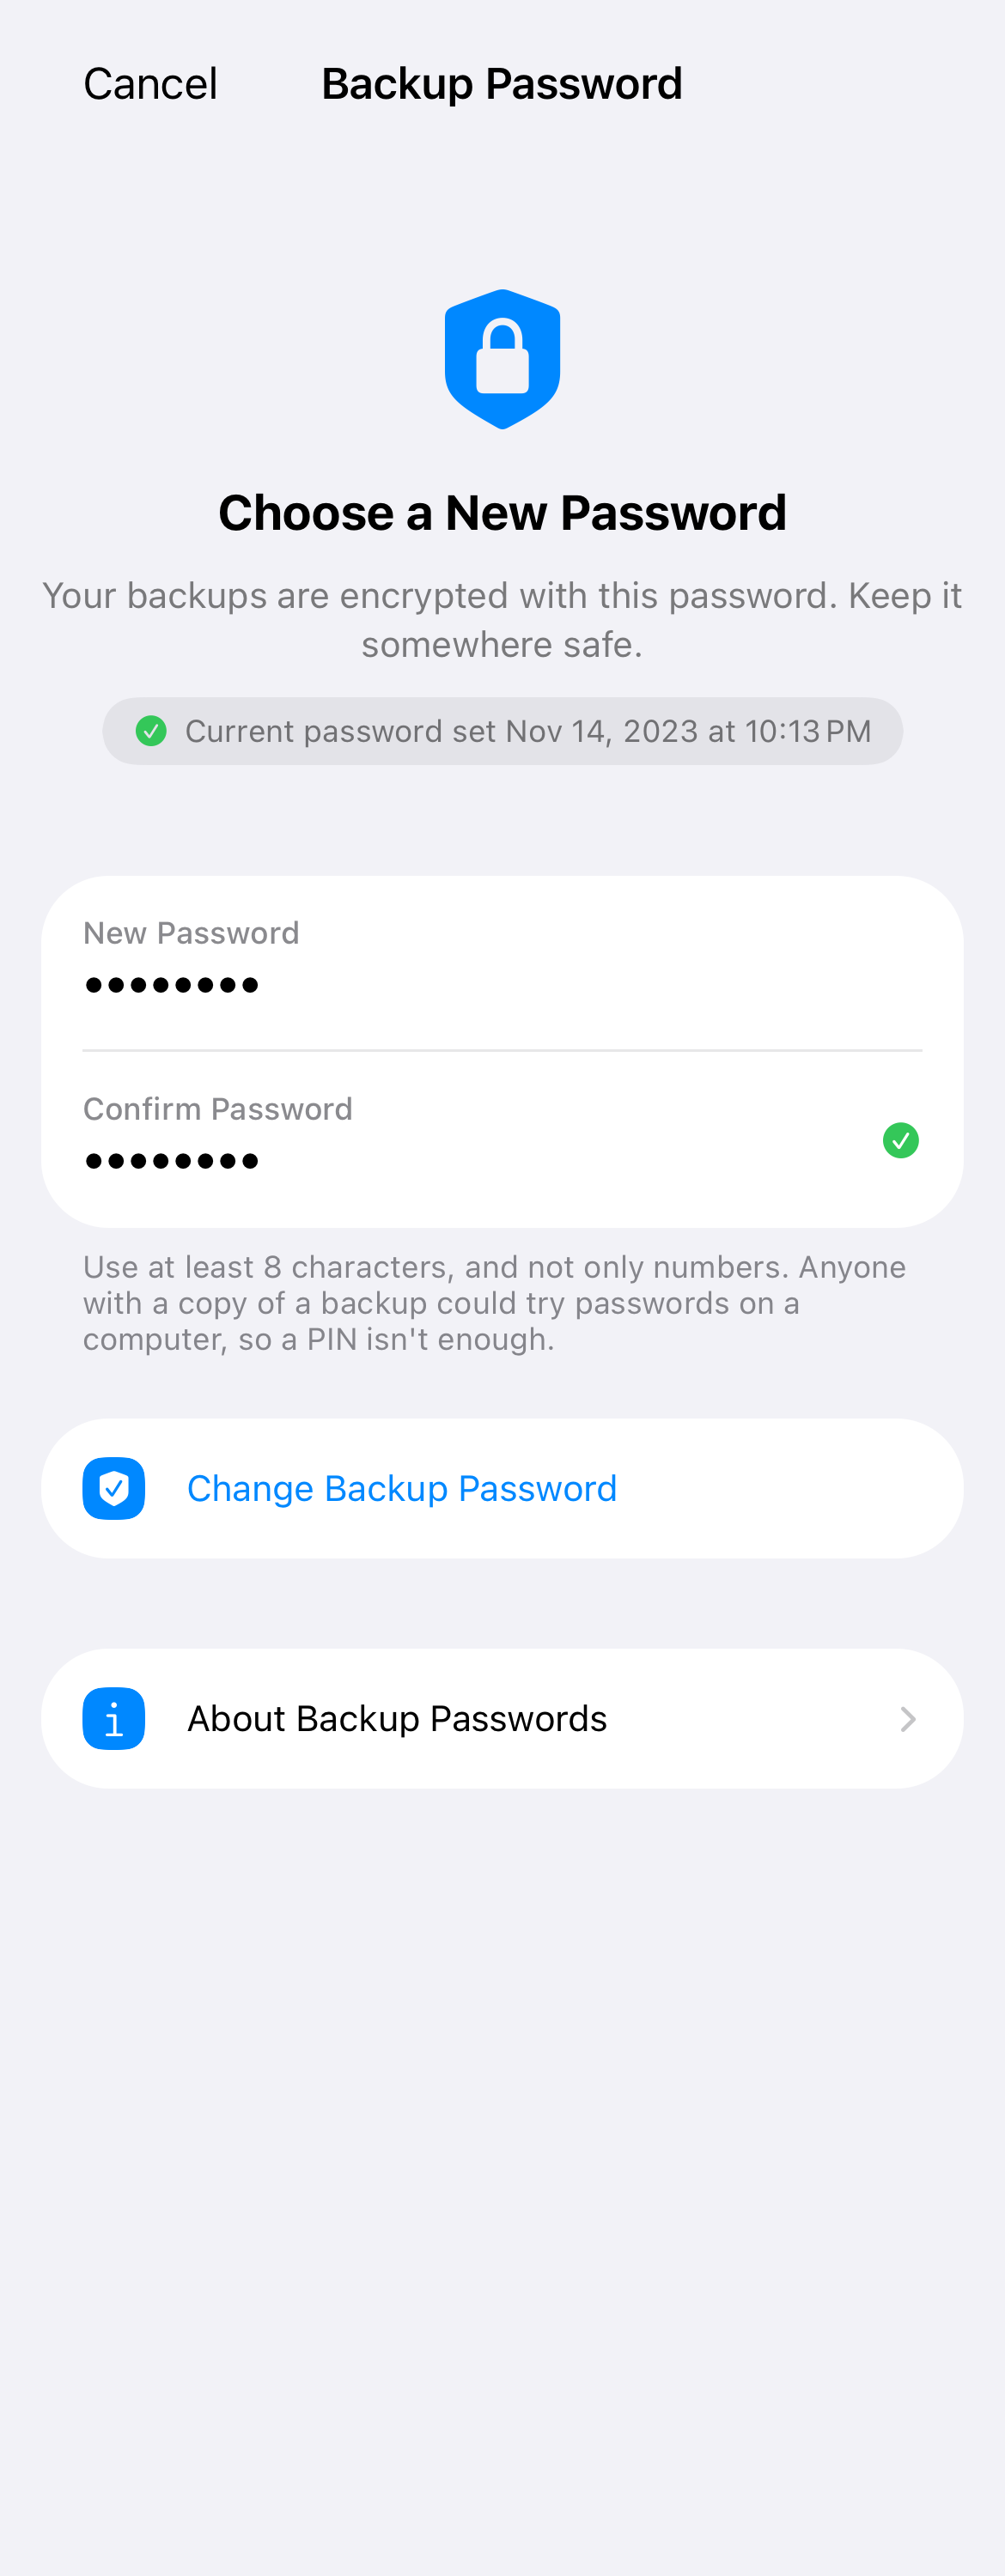 Cancel
Backup Password
Choose a New Password
Your backups are encrypted with this password. Keep it
somewhere safe.
Current password set Nov 14, 2023 at 10:13 PM
New Password
••••••••
Confirm Password
••••••••
Use at least 8 characters, and not only numbers. Anyone
with a copy of a backup could try passwords on a
computer, so a PIN isn't enough.
Change Backup Password
About Backup Passwords